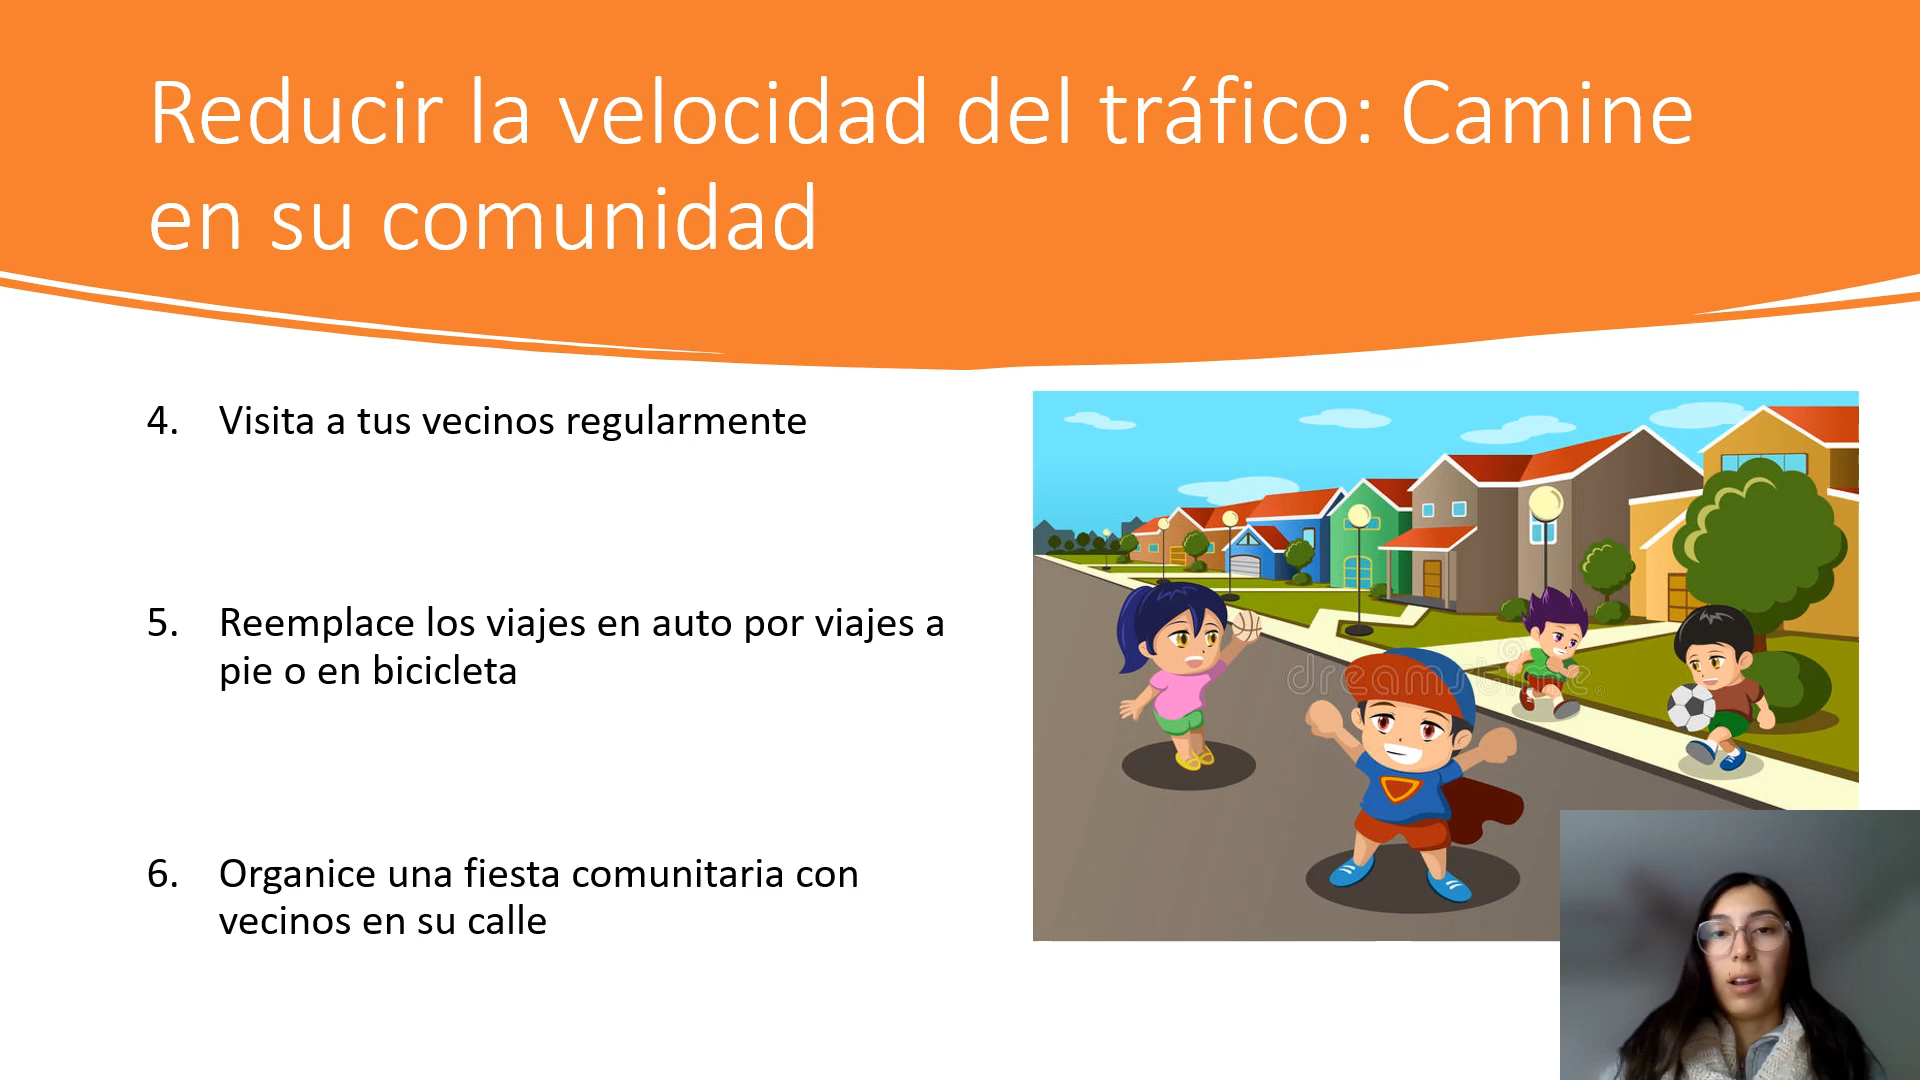 Reducir la velocidad del tráfico: Camine
en su comunidad
4. Visita a tus vecinos regularmente
5. Reemplace los viajes en auto por viajes a
pie o en bicicleta
6. Organice una fiesta comunitaria con
vecinos en su calle
dreamstime.